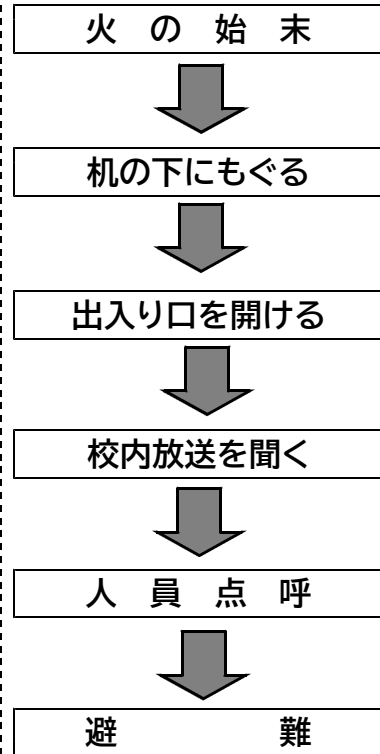 火の始末
机の下にもぐる
出入り口を開ける
校内放送を聞く
人員点呼
避難